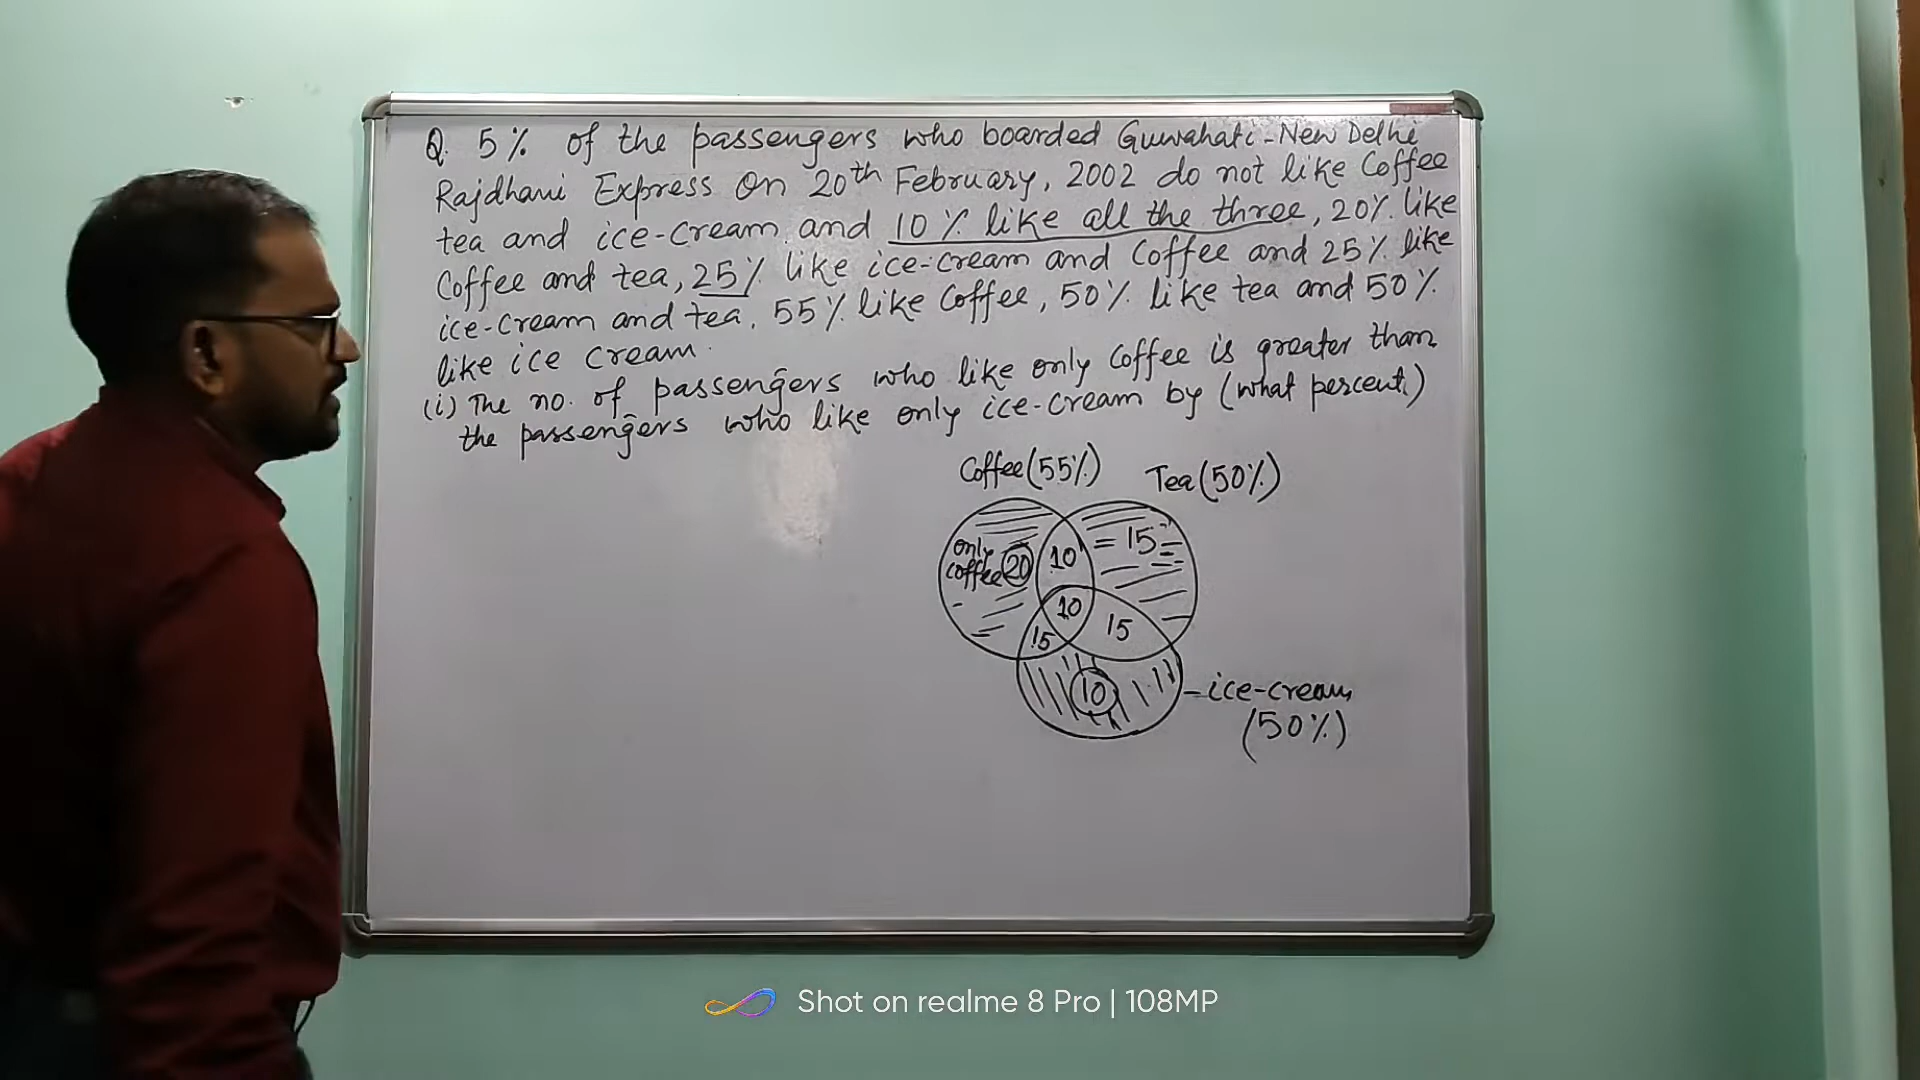 Q. 5% of the passengers who boarded Guwahati-New Delhi
Rajdhani Express On 20th February, 2002 do not like Coffee
tea and ice-cream and 10% like all the three, 20% like
Coffee and tea, 25% like ice-cream and Coffee and 25% like
ice-cream and tea. 55% like Coffee, 50% like tea and 50%
like ice cream.
(i) The no. of passengers who like only Coffee is greater than
the passengers who like only ice-cream by (what percent.)
Coffee(55%) Tea(50%)
only
coffee 20
10
= 15 =
10
15
15
10
-ice-cream
(50%)
Shot on realme 8 Pro | 108MP